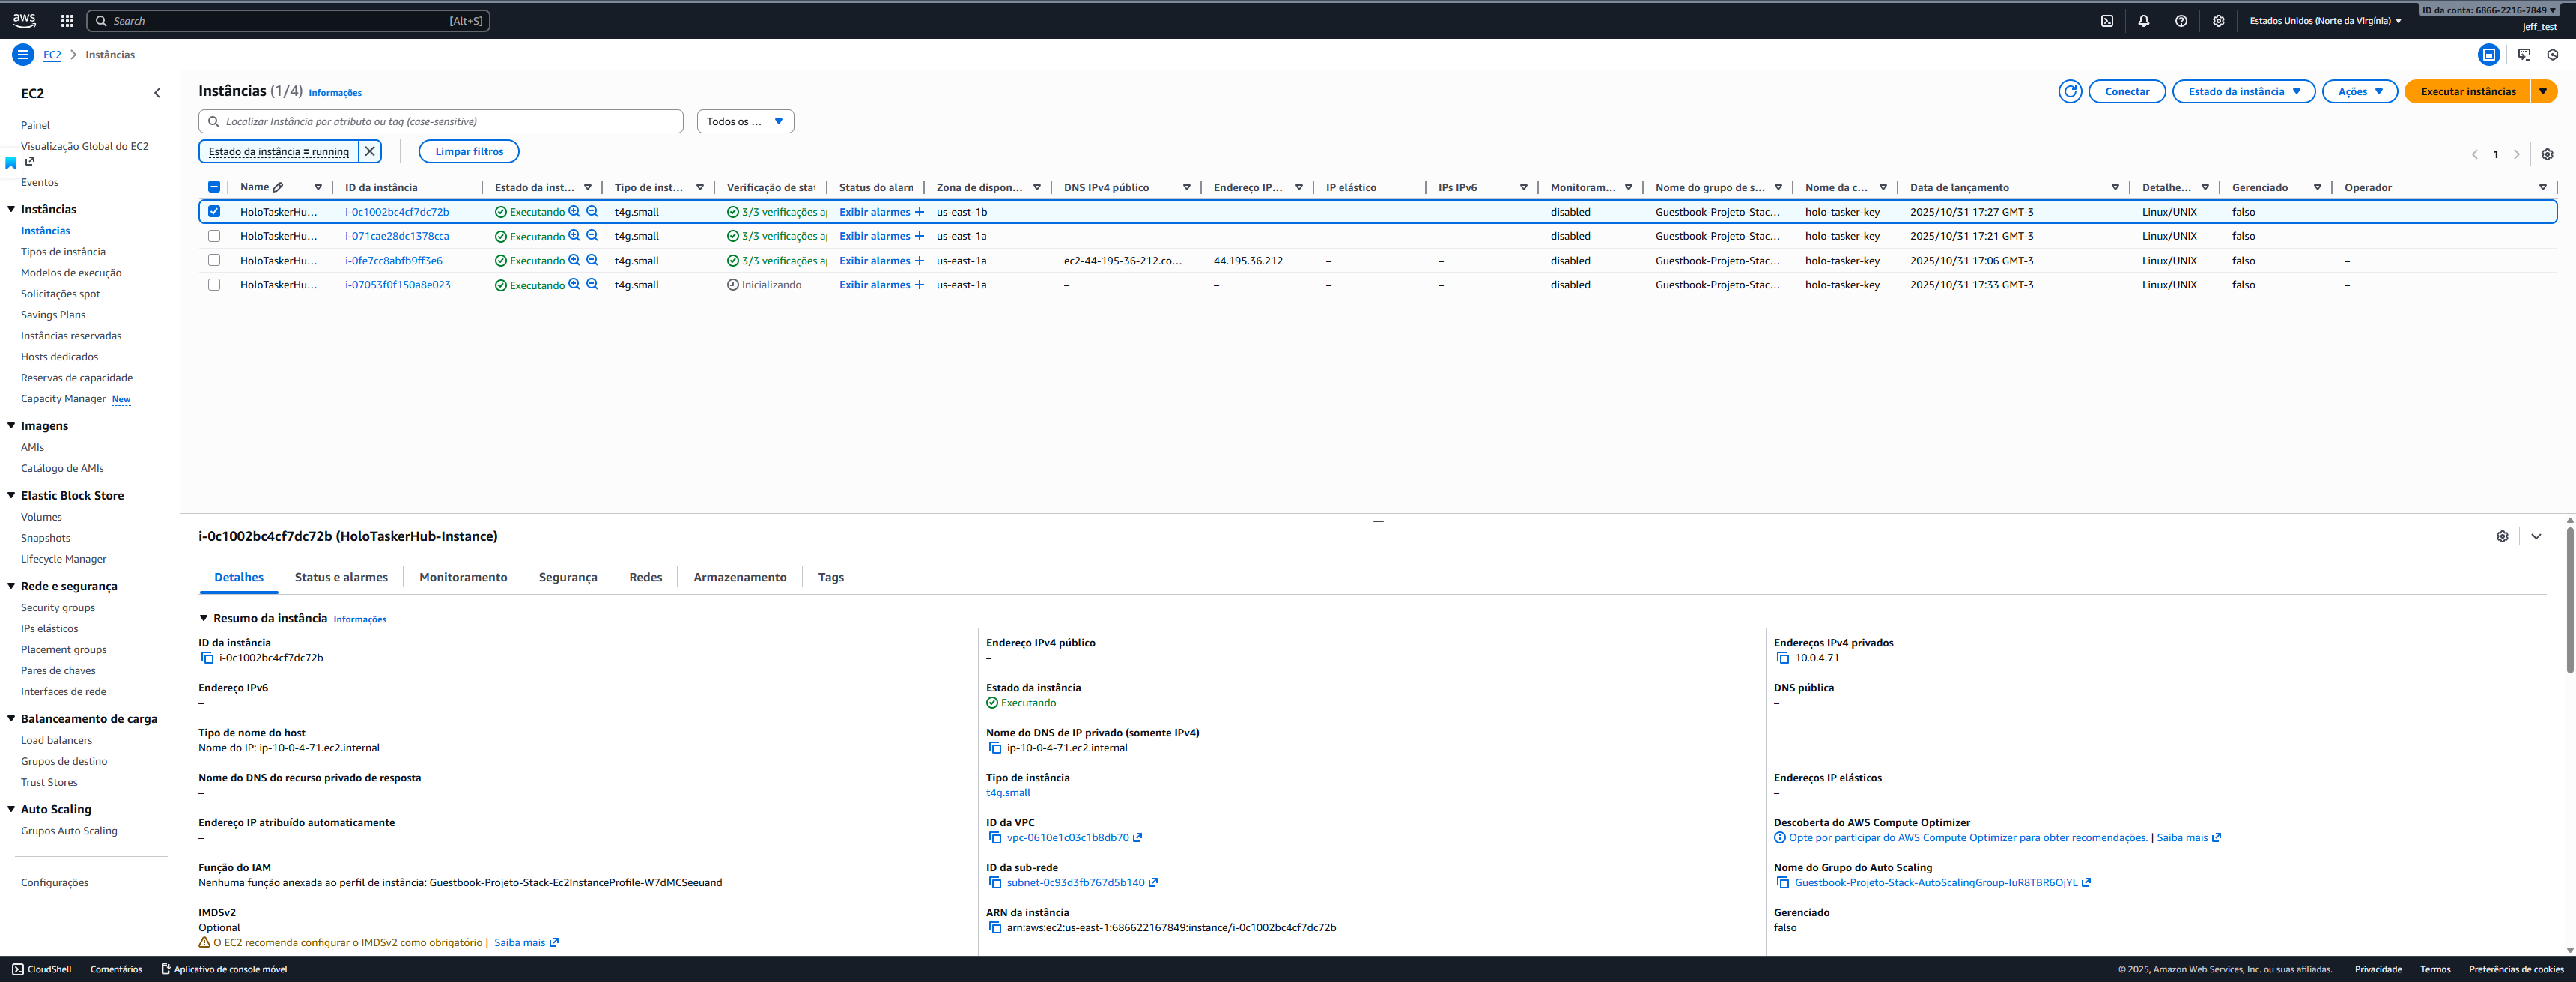 aws
Search [Alt+S]
Estados Unidos (Norte da Virgínia)
ID da conta: 6866-2216-7849
jeff_test
EC2 > Instâncias
EC2
Painel
Visualização Global do EC2
Eventos
Instâncias
Instâncias
Tipos de instância
Modelos de execução
Solicitações spot
Savings Plans
Instâncias reservadas
Hosts dedicados
Reservas de capacidade
Capacity Manager New
Imagens
AMIs
Catálogo de AMIs
Elastic Block Store
Volumes
Snapshots
Lifecycle Manager
Rede e segurança
Security groups
IPs elásticos
Placement groups
Pares de chaves
Interfaces de rede
Balanceamento de carga
Load balancers
Grupos de destino
Trust Stores
Auto Scaling
Grupos Auto Scaling
Configurações
Instâncias (1/4) Informações
Conectar
Estado da instância
Ações
Executar instâncias
Localizar Instância por atributo ou tag (case-sensitive)
Todos os ...
Estado da instância = running
Limpar filtros
1
Name ID da instância Estado da inst... Tipo de inst... Verificação de stat Status do alarr Zona de dispon... DNS IPv4 público Endereço IP... IP elástico IPs IPv6 Monitoram... Nome do grupo de s... Nome da c... Data de lançamento Detalhe... Gerenciado Operador
HoloTaskerHu... i-0c1002bc4cf7dc72b Executando t4g.small 3/3 verificações a Exibir alarmes + us-east-1b – – – – disabled Guestbook-Projeto-Stac... holo-tasker-key 2025/10/31 17:27 GMT-3 Linux/UNIX falso –
HoloTaskerHu... i-071cae28dc1378cca Executando t4g.small 3/3 verificações a Exibir alarmes + us-east-1a – – – – disabled Guestbook-Projeto-Stac... holo-tasker-key 2025/10/31 17:21 GMT-3 Linux/UNIX falso –
HoloTaskerHu... i-0fe7cc8abfb9ff3e6 Executando t4g.small 3/3 verificações a Exibir alarmes + us-east-1a ec2-44-195-36-212.co... 44.195.36.212 – – disabled Guestbook-Projeto-Stac... holo-tasker-key 2025/10/31 17:06 GMT-3 Linux/UNIX falso –
HoloTaskerHu... i-07053f0f150a8e023 Executando t4g.small Inicializando Exibir alarmes + us-east-1a – – – – disabled Guestbook-Projeto-Stac... holo-tasker-key 2025/10/31 17:33 GMT-3 Linux/UNIX falso –
i-0c1002bc4cf7dc72b (HoloTaskerHub-Instance)
Detalhes
Status e alarmes
Monitoramento
Segurança
Redes
Armazenamento
Tags
Resumo da instância Informações
ID da instância
i-0c1002bc4cf7dc72b
Endereço IPv6
–
Tipo de nome do host
Nome do IP: ip-10-0-4-71.ec2.internal
Nome do DNS do recurso privado de resposta
–
Endereço IP atribuído automaticamente
–
Função do IAM
Nenhuma função anexada ao perfil de instância: Guestbook-Projeto-Stack-Ec2InstanceProfile-W7dMCSeeuand
IMDSv2
Optional
O EC2 recomenda configurar o IMDSv2 como obrigatório | Saiba mais
Endereço IPv4 público
–
Estado da instância
Executando
Nome do DNS de IP privado (somente IPv4)
ip-10-0-4-71.ec2.internal
Tipo de instância
t4g.small
ID da VPC
vpc-0610e1c03c1b8db70
ID da sub-rede
subnet-0c93d3fb767d5b140
ARN da instância
arn:aws:ec2:us-east-1:686622167849:instance/i-0c1002bc4cf7dc72b
Endereços IPv4 privados
10.0.4.71
DNS pública
–
Endereços IP elásticos
–
Descoberta do AWS Compute Optimizer
Opte por participar do AWS Compute Optimizer para obter recomendações. | Saiba mais
Nome do Grupo do Auto Scaling
Guestbook-Projeto-Stack-AutoScalingGroup-IuR8TBR6OjYL
Gerenciado
falso
CloudShell
Comentários
Aplicativo de console móvel
© 2025, Amazon Web Services, Inc. ou suas afiliadas.
Privacidade
Termos
Preferências de cookies